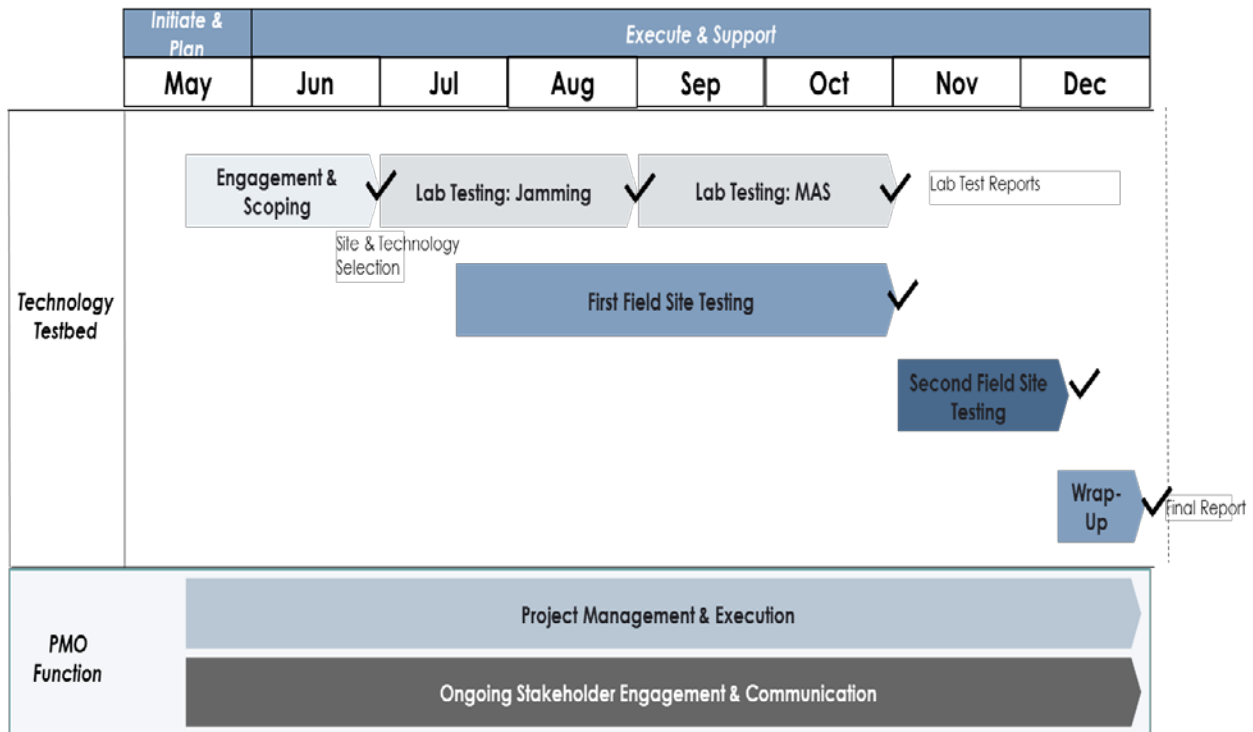 Initiate &
Plan
Execute & Support
May
Jun
Jul
Aug
Sep
Oct
Nov
Dec
Technology
Testbed
Engagement &
Scoping
Lab Testing: Jamming
Lab Testing: MAS
Lab Test Reports
Site & Technology
Selection
First Field Site Testing
Second Field Site
Testing
Wrap-
Up
Final Report
PMO
Function
Project Management & Execution
Ongoing Stakeholder Engagement & Communication